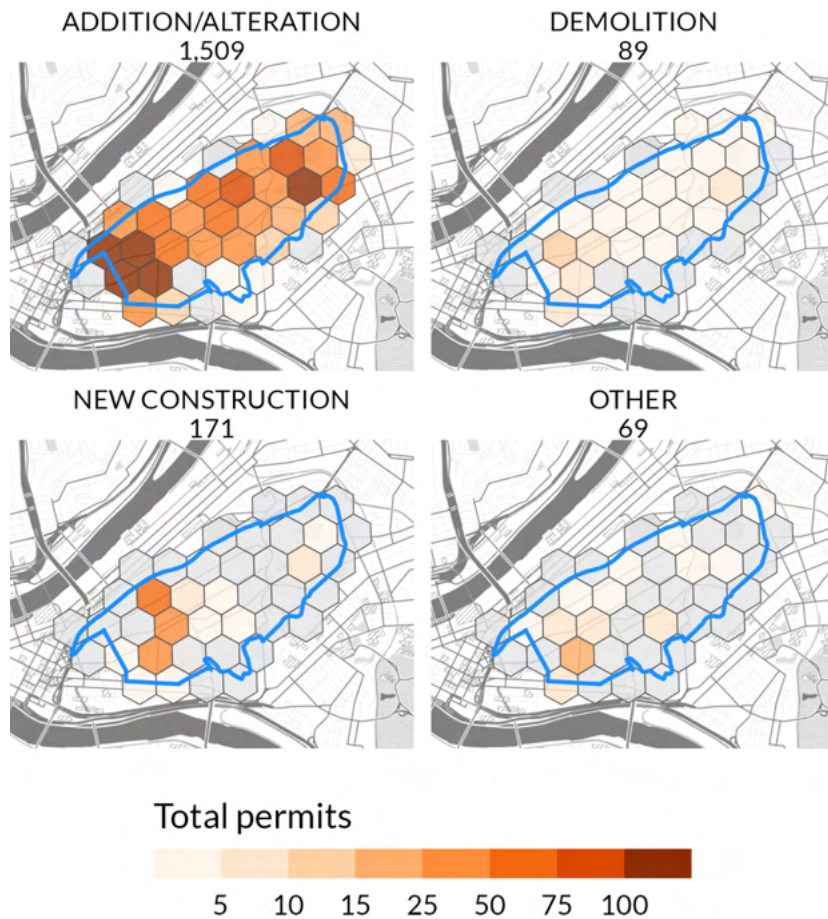 ADDITION/ALTERATION
1,509
DEMOLITION
89
NEW CONSTRUCTION
171
OTHER
69
Total permits
5 10 15 25 50 75 100